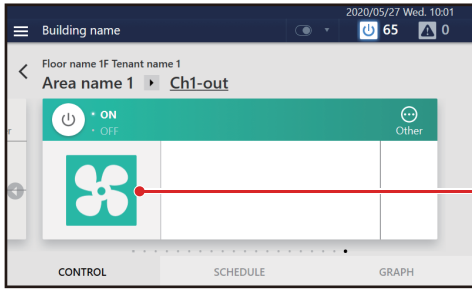 2020/05/27 Wed. 10:01
Building name
65
0
Floor name 1F Tenant name 1
Area name 1
Ch1-out
r
ON
OFF
Other
CONTROL
SCHEDULE
GRAPH